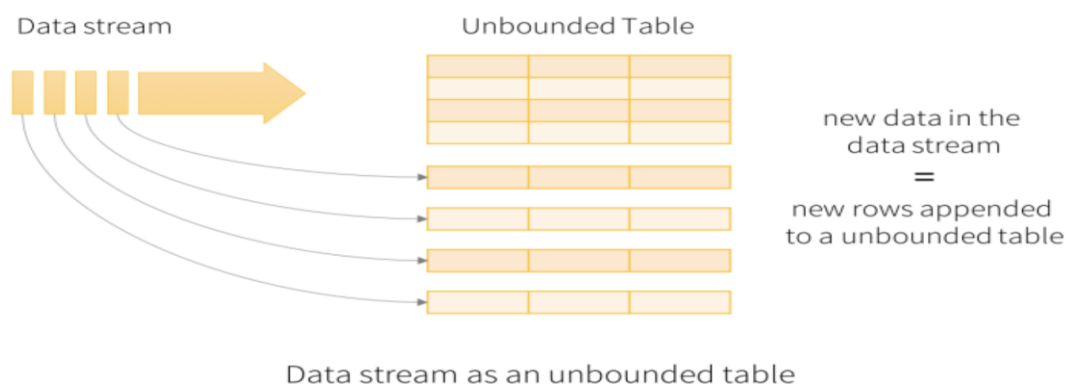 Data stream
Unbounded Table
new data in the
data stream
=
new rows appended
to a unbounded table
Data stream as an unbounded table